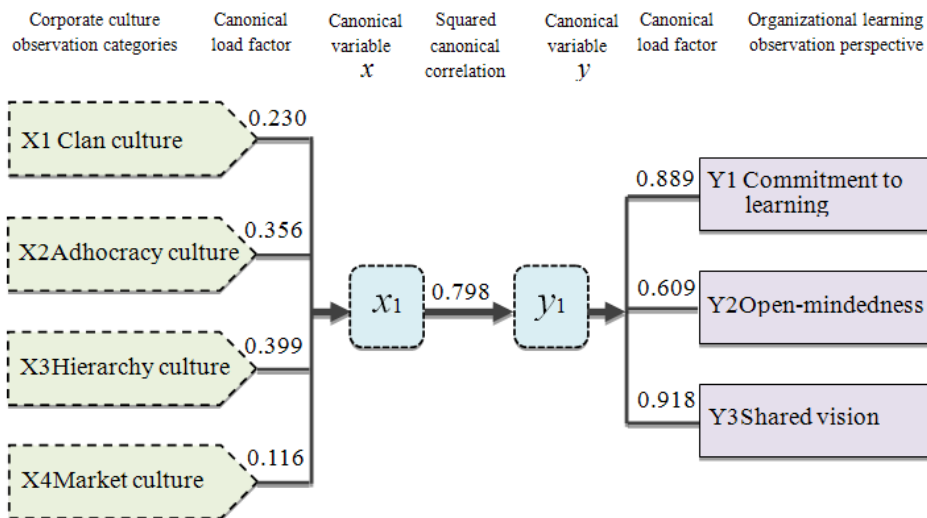 Corporate culture
observation categories
Canonical
load factor
Canonical
variable
x
Squared
canonical
correlation
Canonical
variable
y
Canonical
load factor
Organizational learning
observation perspective
X1 Clan culture
0.230
X2Adhocracy culture
0.356
X3Hierarchy culture
0.399
X4Market culture
0.116
x1
0.798
y1
0.889
Y1 Commitment to
learning
0.609
Y2Open-mindedness
0.918
Y3Shared vision